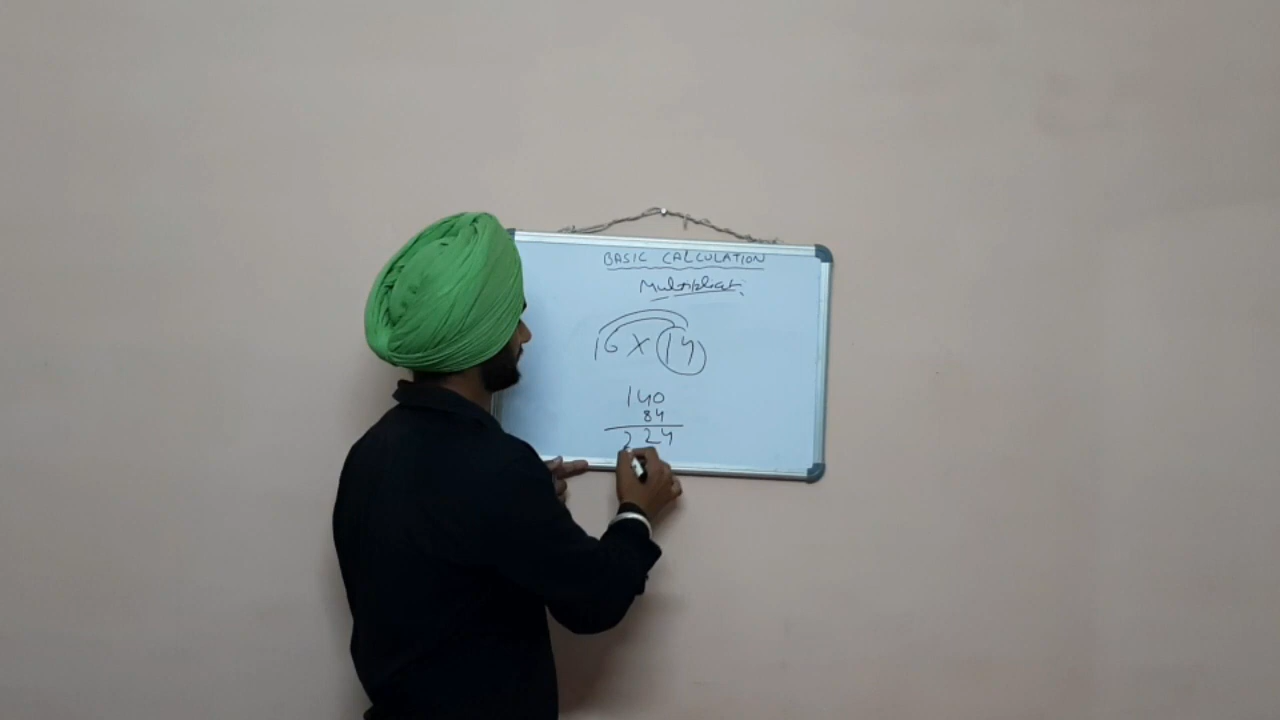 BASIC CALCULATION
Multiplicat.
16 X 14
140
84
224